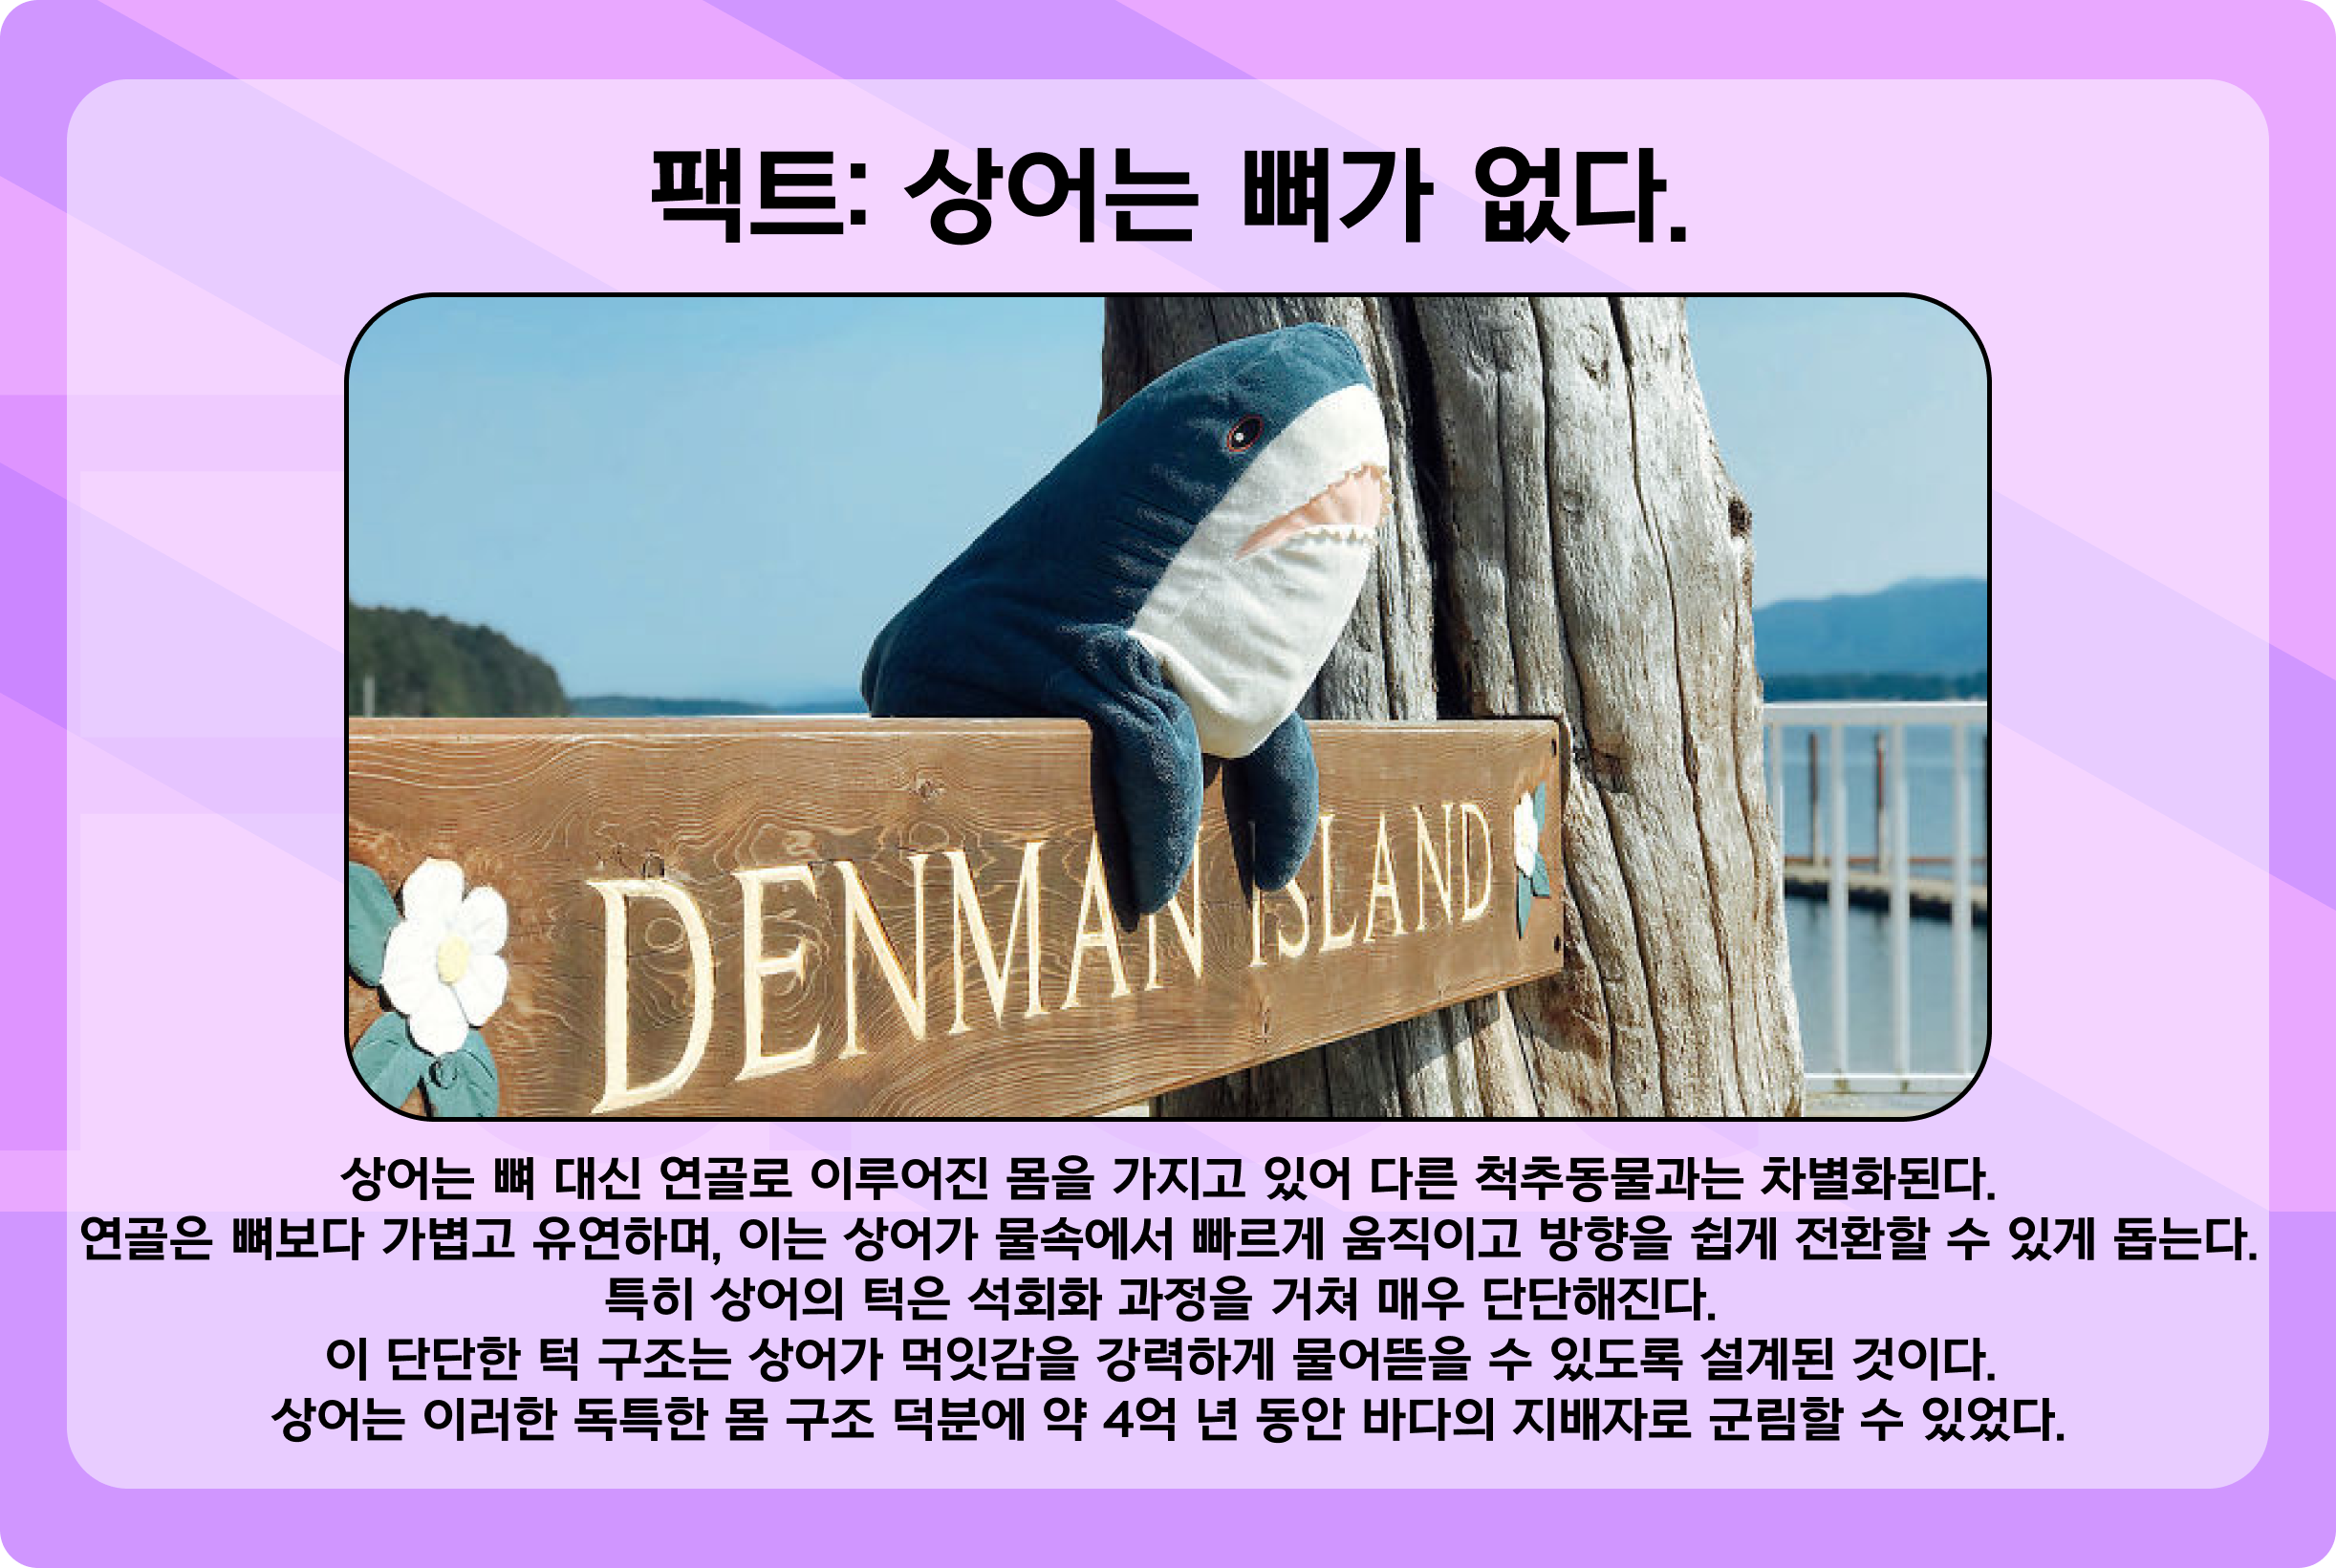 팩트: 상어는 뼈가 없다.
DENMAN ISLAND
상어는 뼈 대신 연골로 이루어진 몸을 가지고 있어 다른 척추동물과는 차별화된다.
연골은 뼈보다 가볍고 유연하며, 이는 상어가 물속에서 빠르게 움직이고 방향을 쉽게 전환할 수 있게 돕는다.
특히 상어의 턱은 석회화 과정을 거쳐 매우 단단해진다.
이 단단한 턱 구조는 상어가 먹잇감을 강력하게 물어뜯을 수 있도록 설계된 것이다.
상어는 이러한 독특한 몸 구조 덕분에 약 4억 년 동안 바다의 지배자로 군림할 수 있었다.